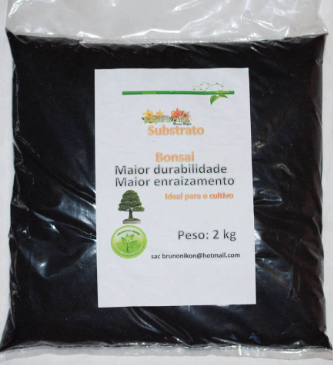 Substrato
Bonsai
Maior durabilidade
Maior enraizamento
Ideal para o cultivo
Peso: 2 kg
sac brunonikon@hotmail.com